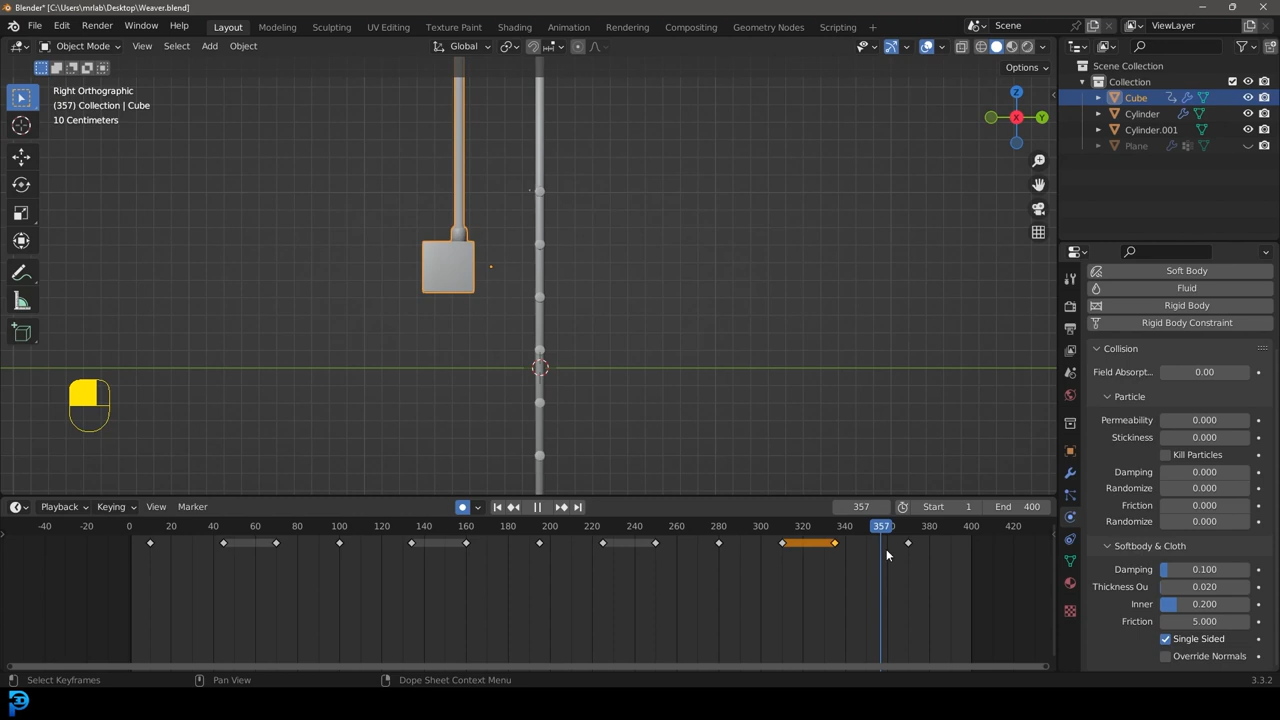 Blender* [C:\Users\mrlab\Desktop\Weaver.blend]
File Edit Render Window Help Layout Modeling Sculpting UV Editing Texture Paint Shading Animation Rendering Compositing Geometry Nodes Scripting + Scene ViewLayer
Object Mode View Select Add Object Global
Options
Right Orthographic
(357) Collection | Cube
10 Centimeters
Z
X
Y
Scene Collection
Collection
Cube
Cylinder
Cylinder.001
Plane
Soft Body
Fluid
Rigid Body
Rigid Body Constraint
Collision
Field Absorpt... 0.00
Particle
Permeability 0.000
Stickiness 0.000
Kill Particles
Damping 0.000
Randomize 0.000
Friction 0.000
Randomize 0.000
Softbody & Cloth
Damping 0.100
Thickness Ou 0.020
Inner 0.200
Friction 5.000
Single Sided
Override Normals
Playback Keying View Marker 357 Start 1 End 400
-40 -20 0 20 40 60 80 100 120 140 160 180 200 220 240 260 280 300 320 340 357 380 400 420
Select Keyframes Pan View Dope Sheet Context Menu 3.3.2